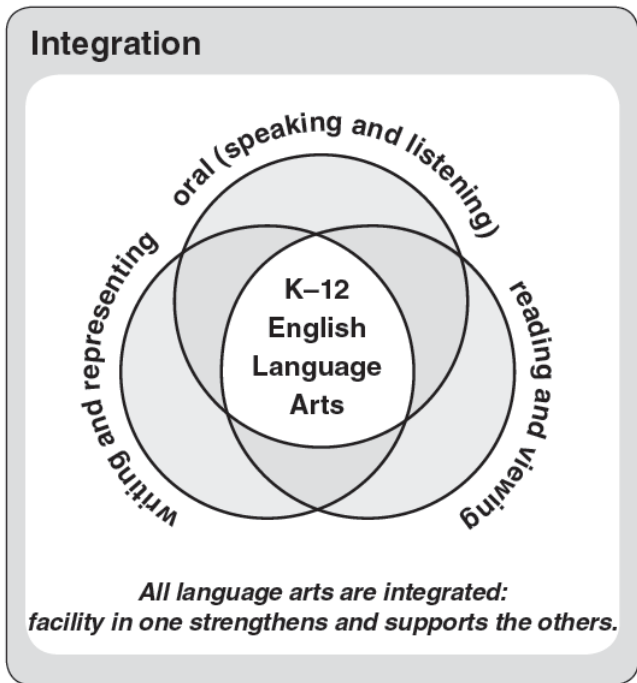 Integration
oral (speaking and listening)
writing and representing
reading and viewing
K–12
English
Language
Arts
All language arts are integrated:
facility in one strengthens and supports the others.